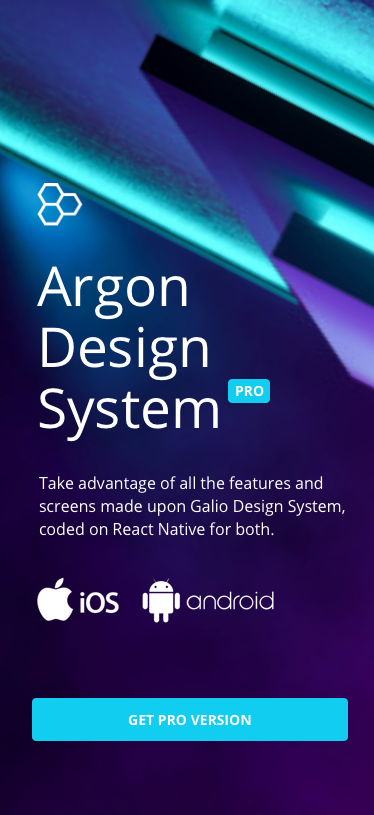 Argon
Design
System PRO
Take advantage of all the features and
screens made upon Galio Design System,
coded on React Native for both.
iOS android
GET PRO VERSION